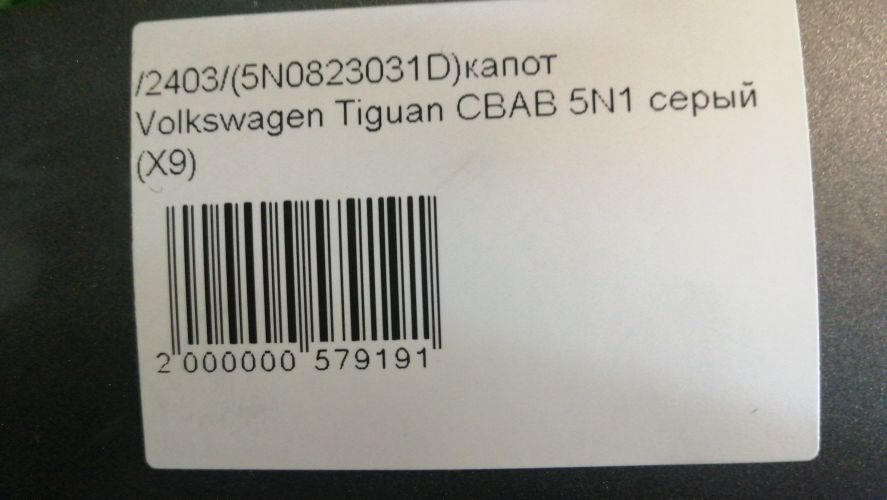 /2403/(5N0823031D)капот
Volkswagen Tiguan CBAB 5N1 серый
(X9)
2 000000 579191